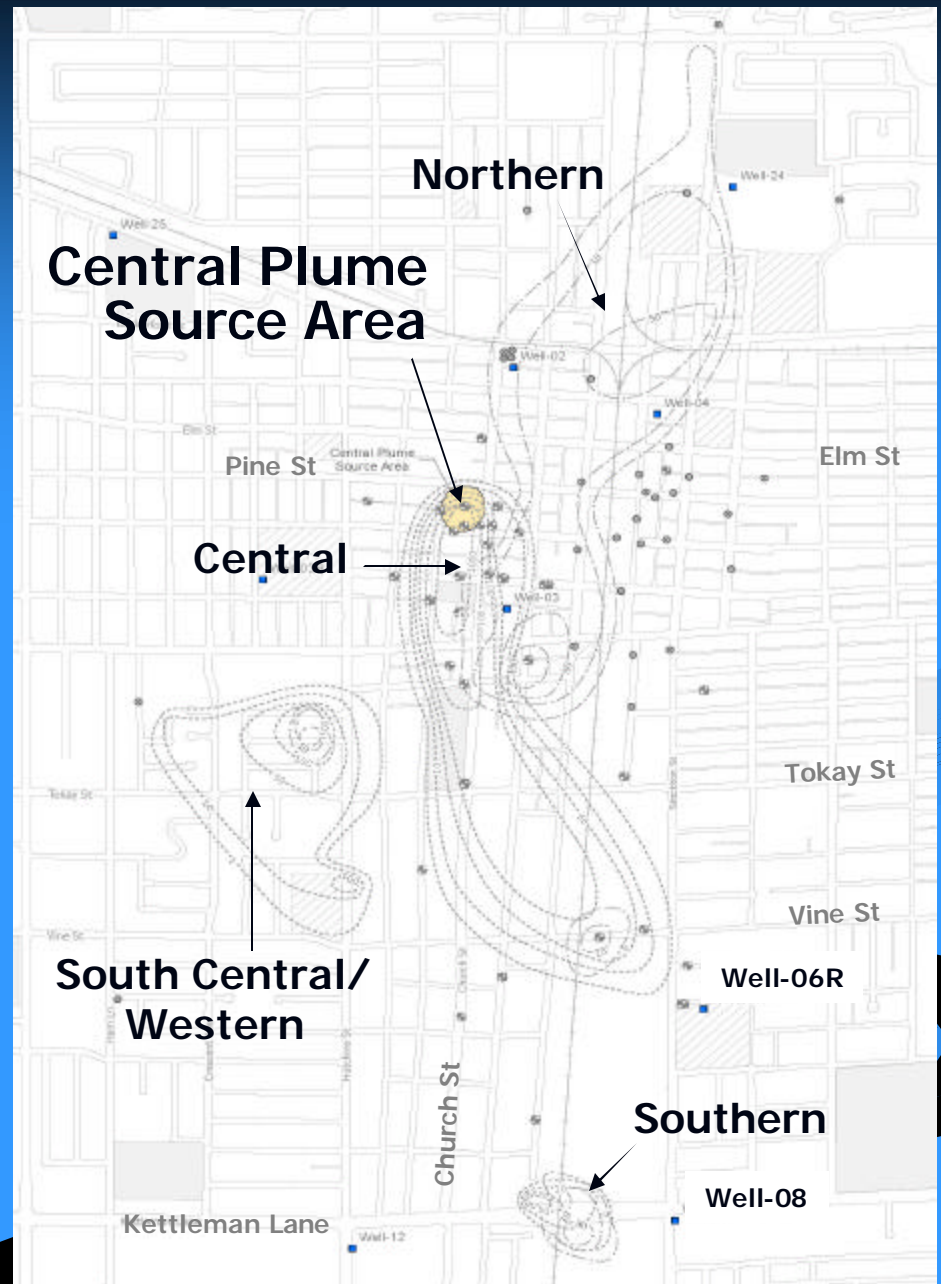 Northern
Well-24
Well-25
Central Plume
Source Area
Well-02
Well-04
Elm St
Elm St
Pine St
Central Plume
Source Area
Central
Well-03
Tokay St
Tokay St
Vine St
Vine St
South Central/
Western
Well-06R
Church St
Southern
Well-08
Kettleman Lane
Well-12